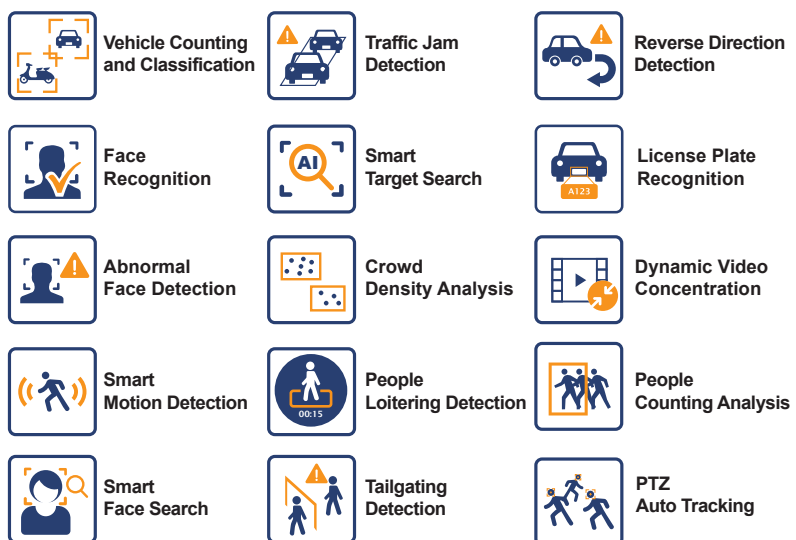 Vehicle Counting
and Classification
Traffic Jam
Detection
Reverse Direction
Detection
Face
Recognition
AI
Smart
Target Search
A123
License Plate
Recognition
Abnormal
Face Detection
Crowd
Density Analysis
Dynamic Video
Concentration
Smart
Motion Detection
00:15
People
Loitering Detection
People
Counting Analysis
Smart
Face Search
Tailgating
Detection
PTZ
Auto Tracking